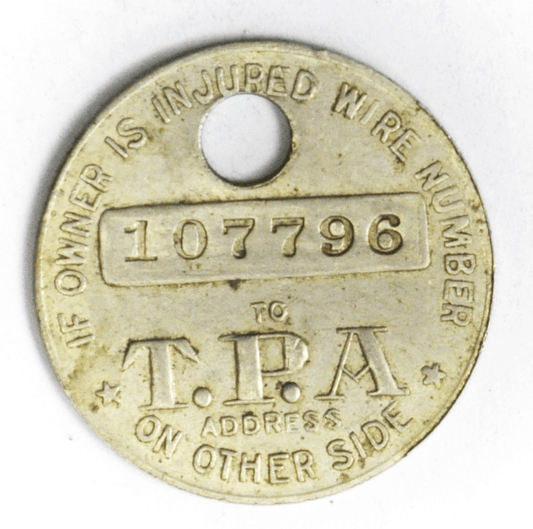 IF OWNER IS INJURED WIRE NUMBER
107796
TO
T.P.A
ADDRESS
ON OTHER SIDE